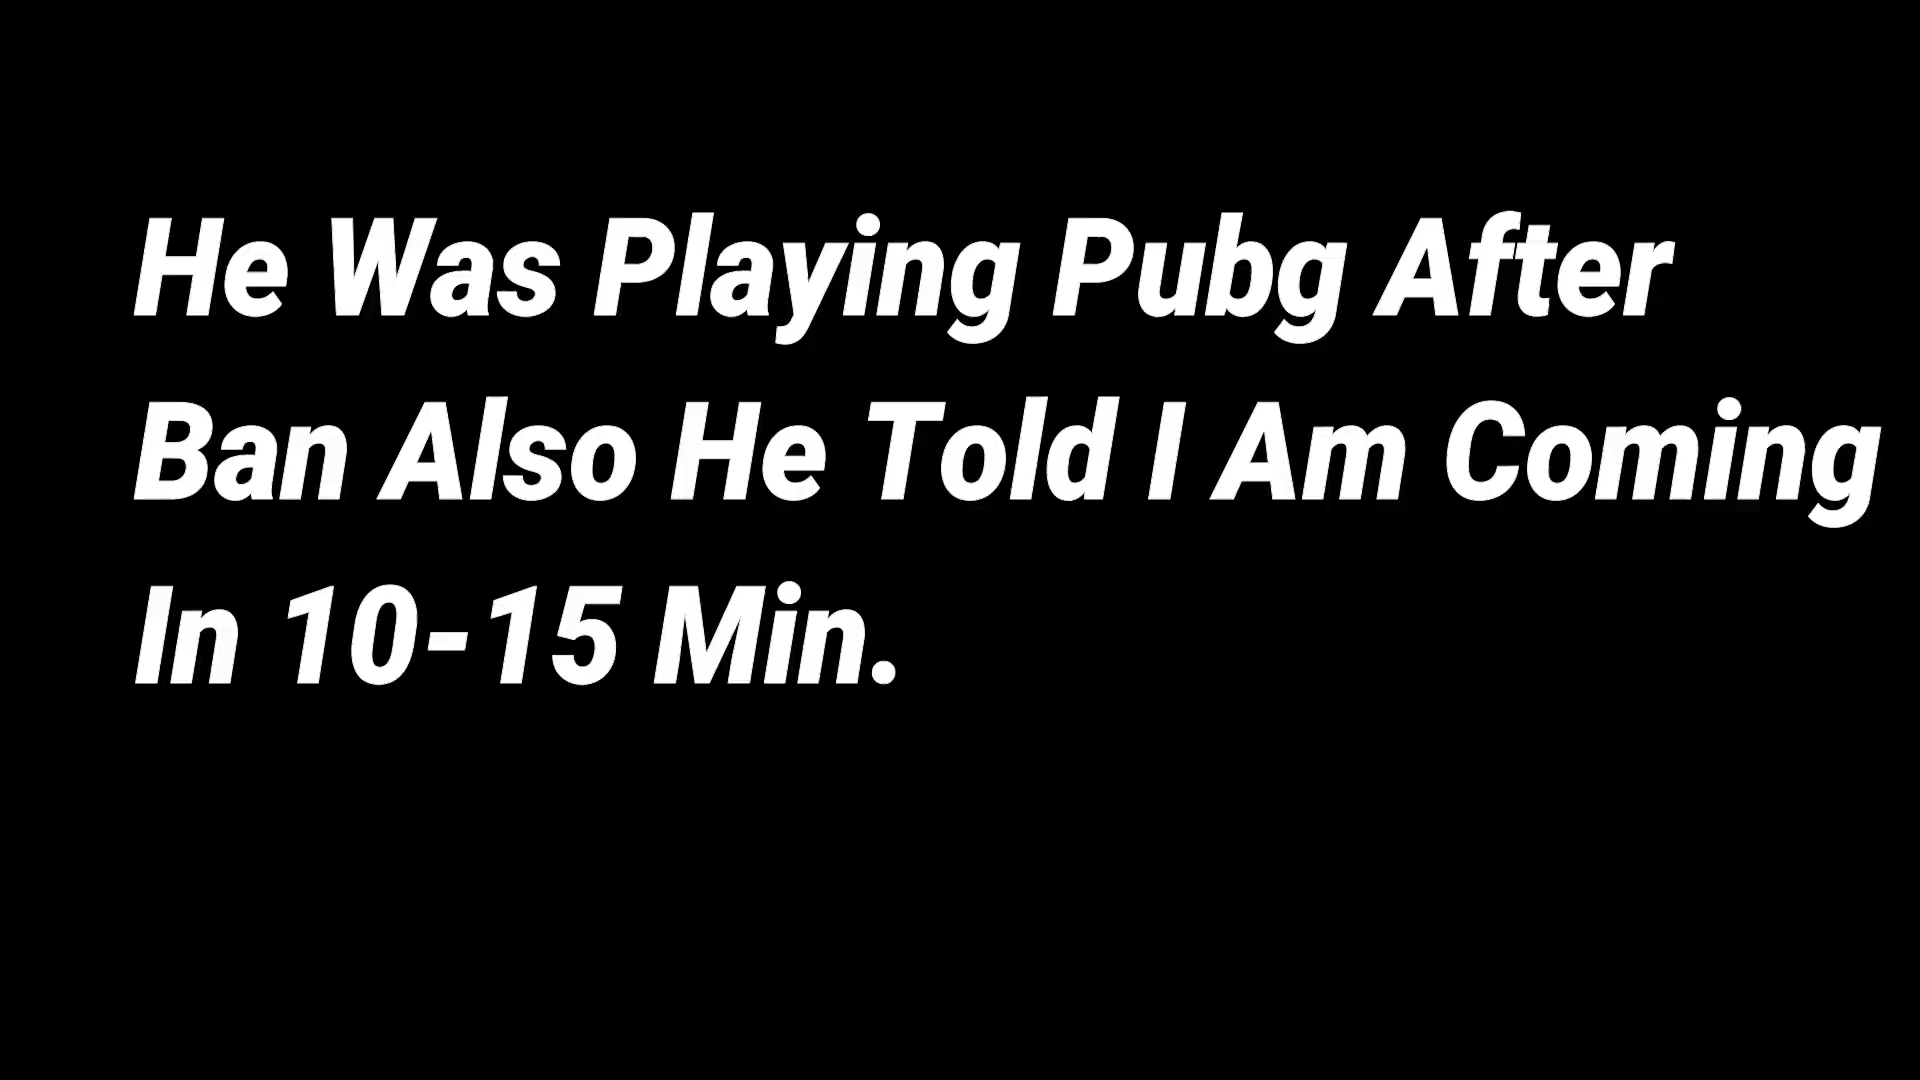 He Was Playing Pubg After
Ban Also He Told I Am Coming
In 10-15 Min.